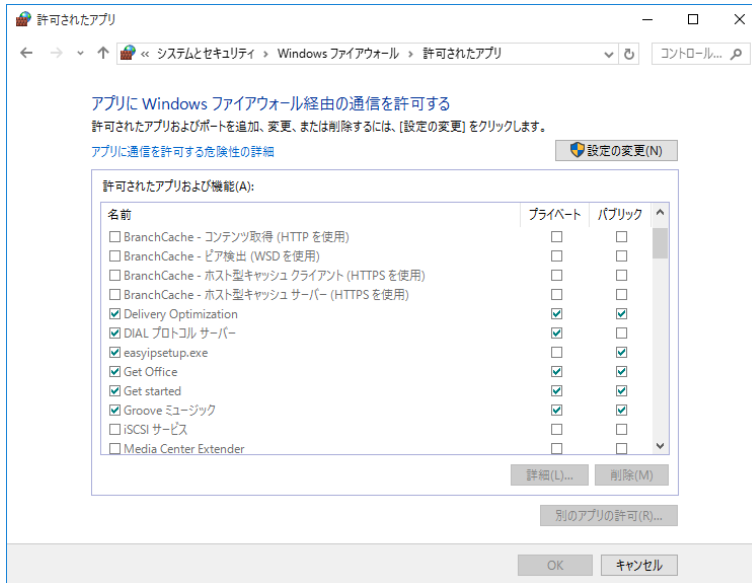 許可されたアプリ
« システムとセキュリティ › Windows ファイアウォール › 許可されたアプリ
コントロール...
アプリに Windows ファイアウォール経由の通信を許可する
許可されたアプリおよびポートを追加、変更、または削除するには、[設定の変更] をクリックします。
アプリに通信を許可する危険性の詳細
設定の変更(N)
許可されたアプリおよび機能(A):
名前 プライベート パブリック
BranchCache - コンテンツ取得 (HTTP を使用)
BranchCache - ピア検出 (WSD を使用)
BranchCache - ホスト型キャッシュ クライアント (HTTPS を使用)
BranchCache - ホスト型キャッシュ サーバー (HTTPS を使用)
Delivery Optimization
DIAL プロトコル サーバー
easyipsetup.exe
Get Office
Get started
Groove ミュージック
iSCSI サービス
Media Center Extender
詳細(L)... 削除(M)
別のアプリの許可(R)...
OK キャンセル